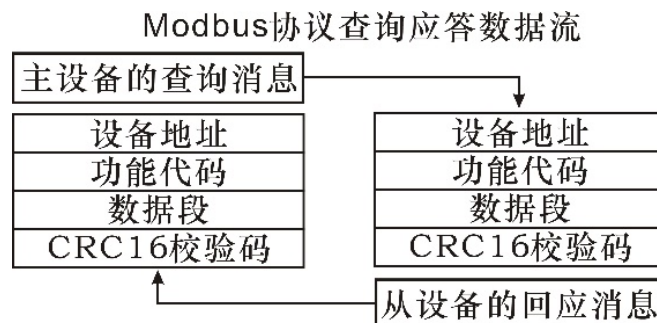 Modbus协议查询应答数据流
主设备的查询消息
设备地址
功能代码
数据段
CRC16校验码
设备地址
功能代码
数据段
CRC16校验码
从设备的回应消息